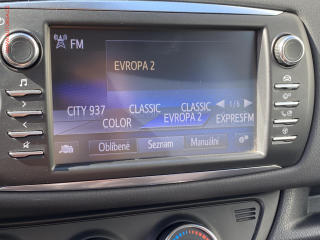 FM
EVROPA 2
CITY 937 CLASSIC CLASSIC 1/6
COLOR EVROPA 2 EXPRESFM
Oblíbené Seznam Manuální